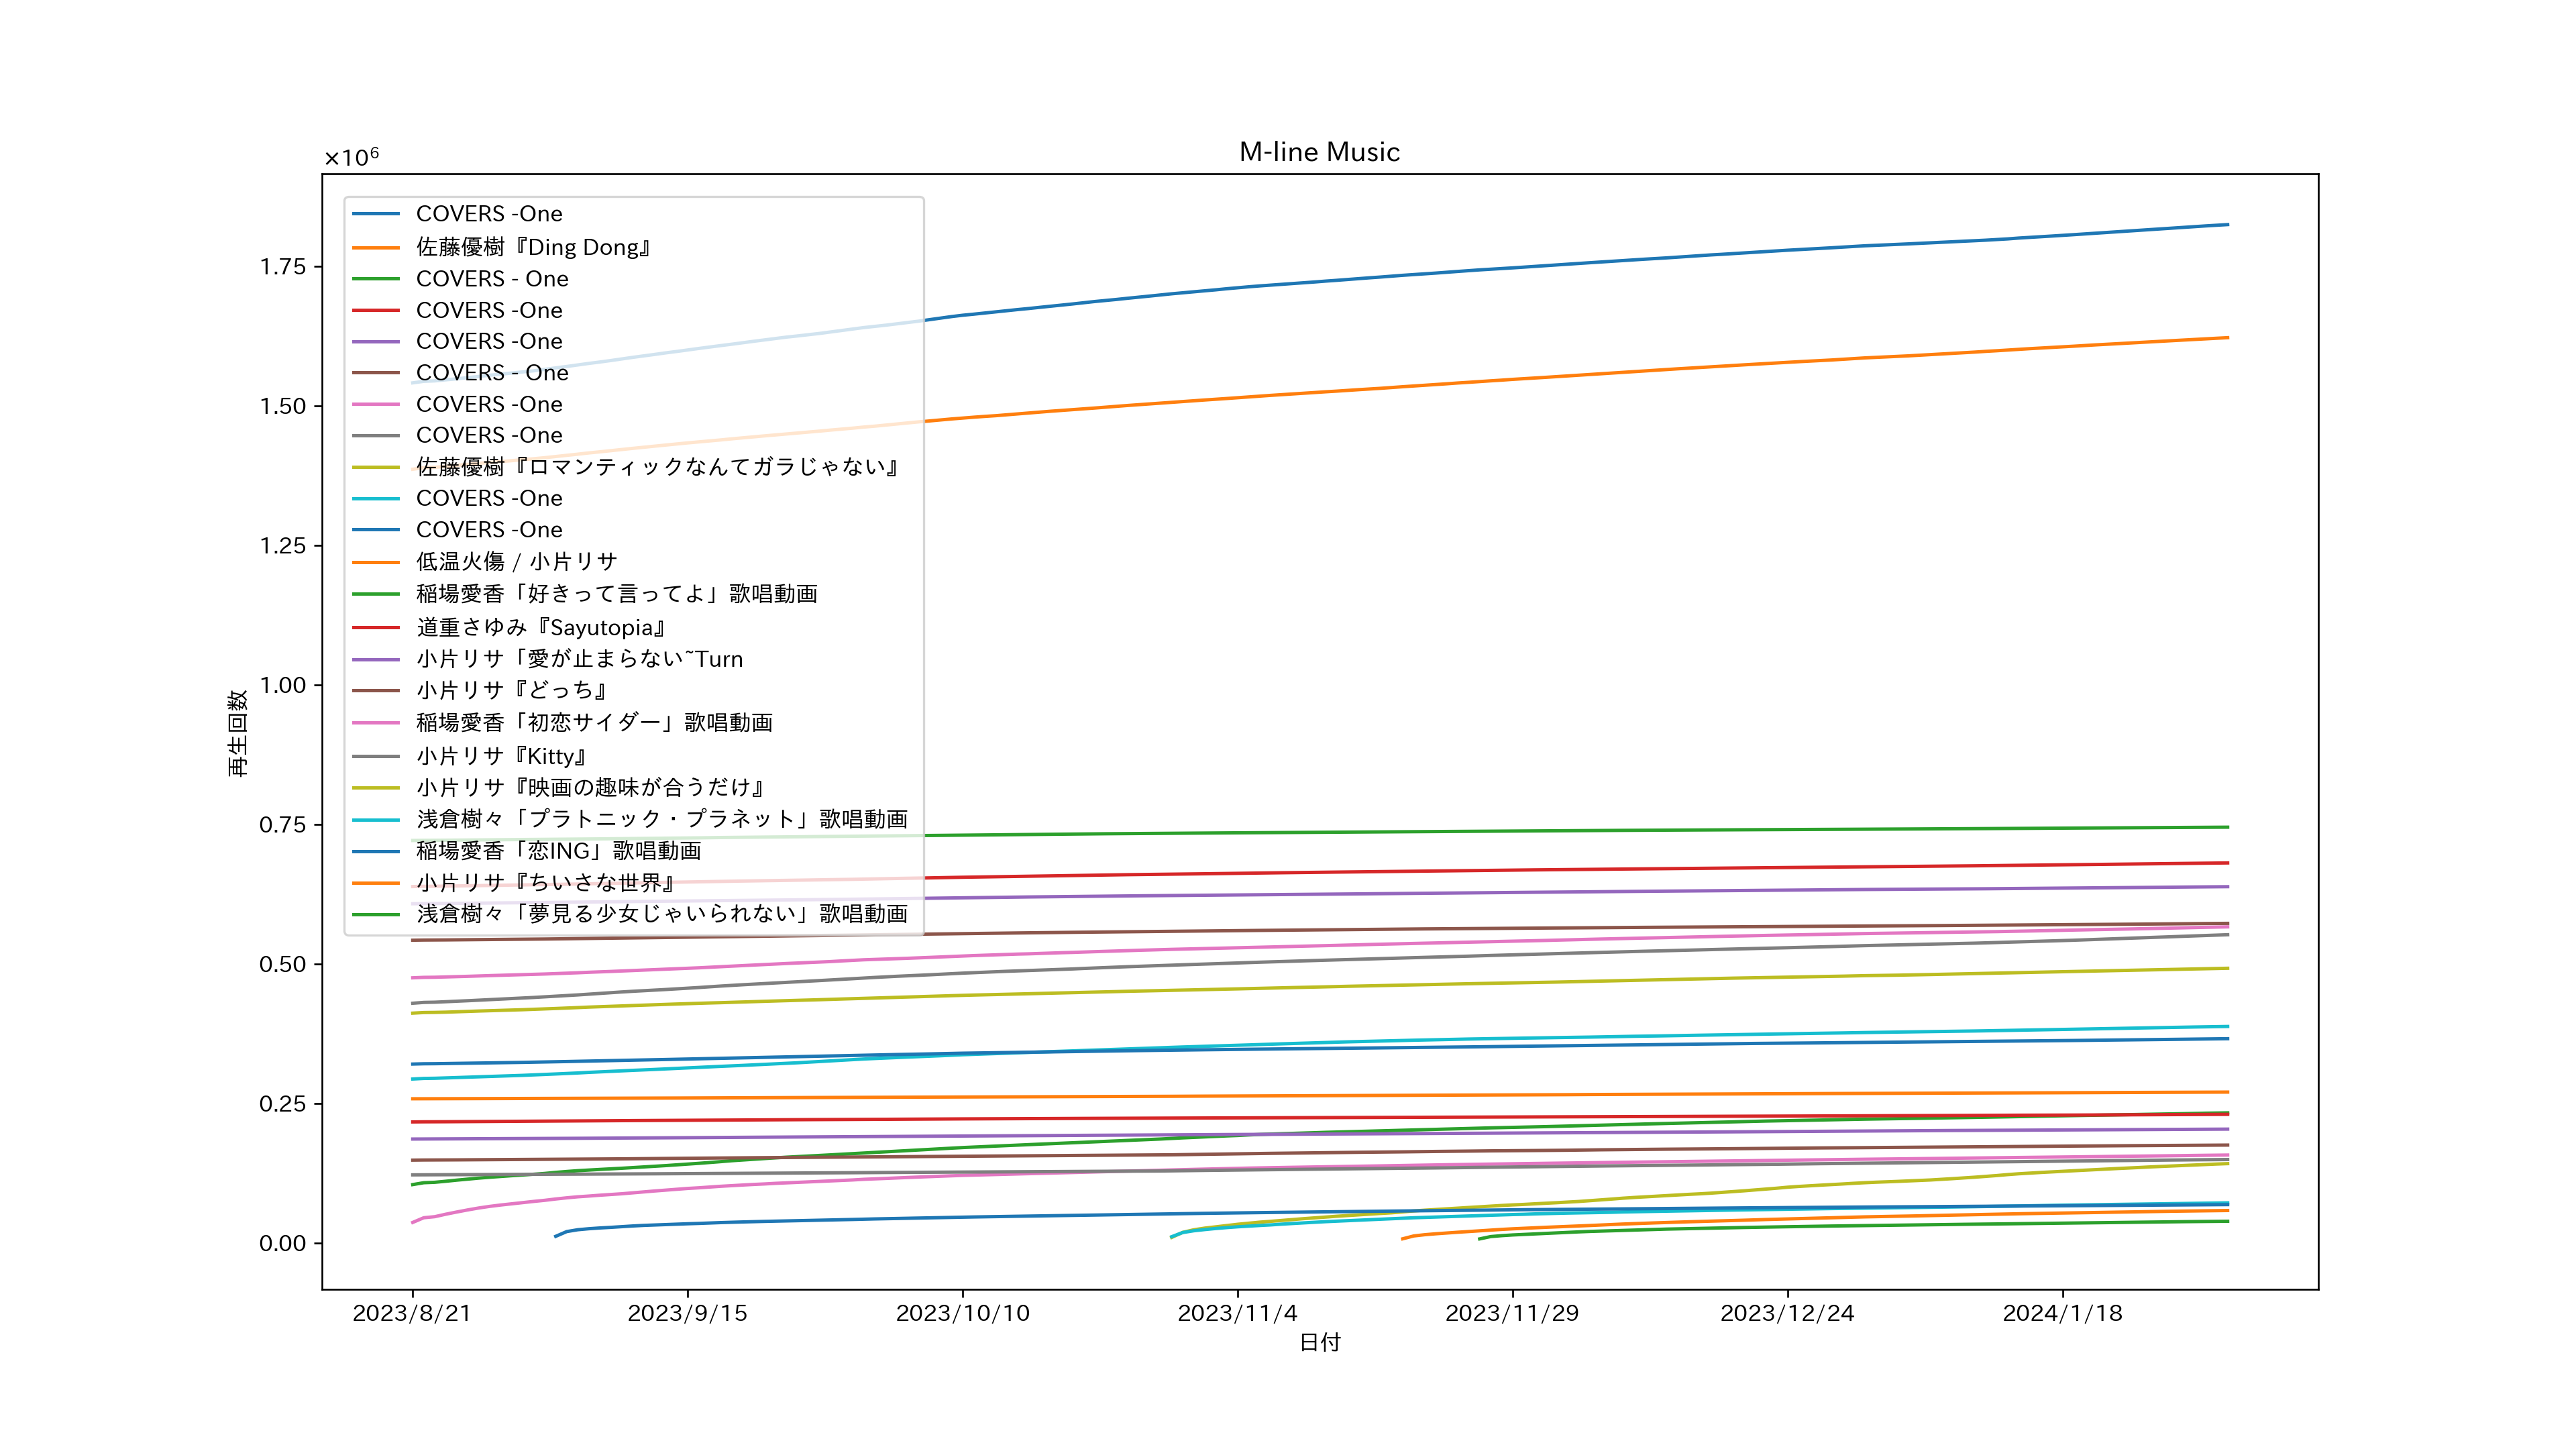 M-line Music
×10⁶
COVERS -One
佐藤優樹『Ding Dong』
COVERS - One
COVERS -One
COVERS -One
COVERS - One
COVERS -One
COVERS -One
佐藤優樹『ロマンティックなんてガラじゃない』
COVERS -One
COVERS -One
低温火傷 / 小片リサ
稲場愛香「好きって言ってよ」歌唱動画
道重さゆみ『Sayutopia』
小片リサ「愛が止まらない~Turn
小片リサ『どっち』
稲場愛香「初恋サイダー」歌唱動画
小片リサ『Kitty』
小片リサ『映画の趣味が合うだけ』
浅倉樹々「プラトニック・プラネット」歌唱動画
稲場愛香「恋ING」歌唱動画
小片リサ『ちいさな世界』
浅倉樹々「夢見る少女じゃいられない」歌唱動画
1.75
1.50
1.25
1.00
0.75
0.50
0.25
0.00
再生回数
2023/8/21
2023/9/15
2023/10/10
2023/11/4
2023/11/29
2023/12/24
2024/1/18
日付